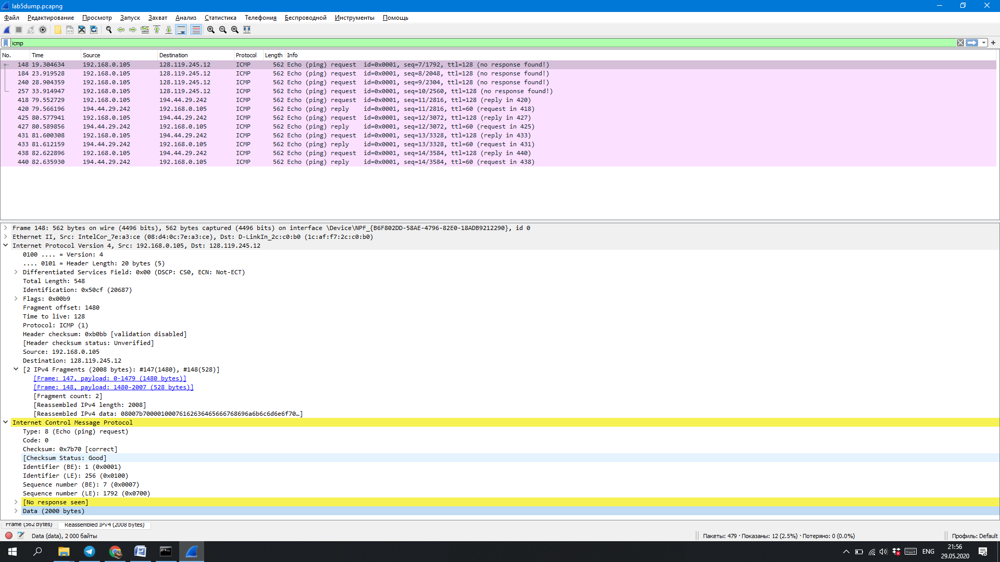 lab5dump.pcapng
Файл Редактирование Просмотр Запуск Захват Анализ Статистика Телефония Беспроводной Инструменты Помощь
icmp
No. Time Source Destination Protocol Length Info
148 19.304634 192.168.0.105 128.119.245.12 ICMP 562 Echo (ping) request id=0x0001, seq=7/1792, ttl=128 (no response found!)
184 23.919528 192.168.0.105 128.119.245.12 ICMP 562 Echo (ping) request id=0x0001, seq=8/2048, ttl=128 (no response found!)
240 28.904359 192.168.0.105 128.119.245.12 ICMP 562 Echo (ping) request id=0x0001, seq=9/2304, ttl=128 (no response found!)
257 33.914947 192.168.0.105 128.119.245.12 ICMP 562 Echo (ping) request id=0x0001, seq=10/2560, ttl=128 (no response found!)
418 79.552729 192.168.0.105 194.44.29.242 ICMP 562 Echo (ping) request id=0x0001, seq=11/2816, ttl=128 (reply in 420)
420 79.566196 194.44.29.242 192.168.0.105 ICMP 562 Echo (ping) reply id=0x0001, seq=11/2816, ttl=60 (request in 418)
425 80.577941 192.168.0.105 194.44.29.242 ICMP 562 Echo (ping) request id=0x0001, seq=12/3072, ttl=128 (reply in 427)
427 80.589856 194.44.29.242 192.168.0.105 ICMP 562 Echo (ping) reply id=0x0001, seq=12/3072, ttl=60 (request in 425)
431 81.600308 192.168.0.105 194.44.29.242 ICMP 562 Echo (ping) request id=0x0001, seq=13/3328, ttl=128 (reply in 433)
433 81.612159 194.44.29.242 192.168.0.105 ICMP 562 Echo (ping) reply id=0x0001, seq=13/3328, ttl=60 (request in 431)
438 82.622896 192.168.0.105 194.44.29.242 ICMP 562 Echo (ping) request id=0x0001, seq=14/3584, ttl=128 (reply in 440)
440 82.635930 194.44.29.242 192.168.0.105 ICMP 562 Echo (ping) reply id=0x0001, seq=14/3584, ttl=60 (request in 438)
Frame 148: 562 bytes on wire (4496 bits), 562 bytes captured (4496 bits) on interface \Device\NPF_{B6F802DD-58AE-4796-82E0-18ADB9212290}, id 0
Ethernet II, Src: IntelCor_7e:a3:ce (08:d4:0c:7e:a3:ce), Dst: D-LinkIn_2c:c0:b0 (1c:af:f7:2c:c0:b0)
Internet Protocol Version 4, Src: 192.168.0.105, Dst: 128.119.245.12
0100 .... = Version: 4
.... 0101 = Header Length: 20 bytes (5)
Differentiated Services Field: 0x00 (DSCP: CS0, ECN: Not-ECT)
Total Length: 548
Identification: 0x50cf (20687)
Flags: 0x00b9
Fragment offset: 1480
Time to live: 128
Protocol: ICMP (1)
Header checksum: 0xb0bb [validation disabled]
[Header checksum status: Unverified]
Source: 192.168.0.105
Destination: 128.119.245.12
[2 IPv4 Fragments (2008 bytes): #147(1480), #148(528)]
[Frame: 147, payload: 0-1479 (1480 bytes)]
[Frame: 148, payload: 1480-2007 (528 bytes)]
[Fragment count: 2]
[Reassembled IPv4 length: 2008]
[Reassembled IPv4 data: 08007b70000100076162636465666768696a6b6c6d6e6f70…]
Internet Control Message Protocol
Type: 8 (Echo (ping) request)
Code: 0
Checksum: 0x7b70 [correct]
[Checksum Status: Good]
Identifier (BE): 1 (0x0001)
Identifier (LE): 256 (0x0100)
Sequence number (BE): 7 (0x0007)
Sequence number (LE): 1792 (0x0700)
[No response seen]
Data (2000 bytes)
Frame (562 bytes) Reassembled IPv4 (2008 bytes)
Data (data), 2 000 байты Пакеты: 479 · Показаны: 12 (2.5%) · Потеряно: 0 (0.0%) Профиль: Default
ENG 21:56
29.05.2020